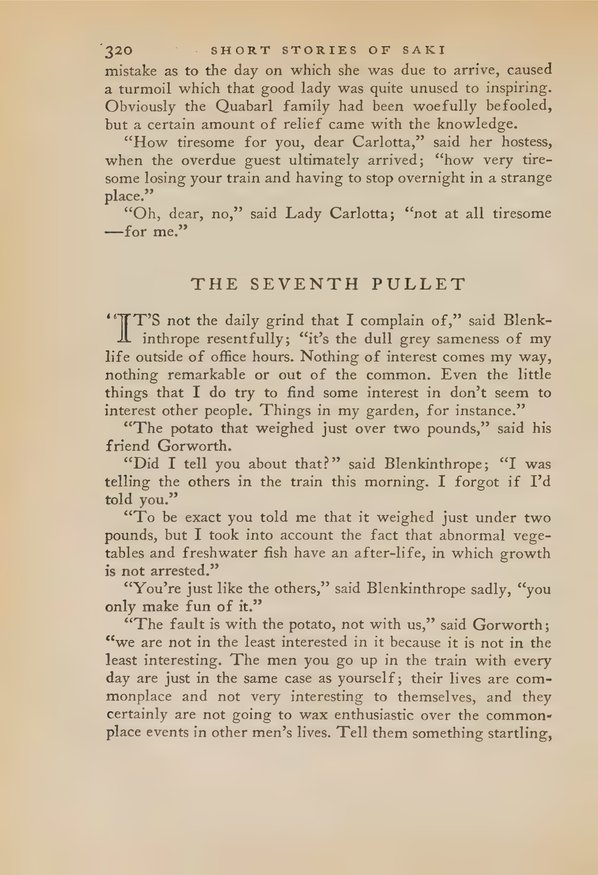 320 SHORT STORIES OF SAKI
mistake as to the day on which she was due to arrive, caused
a turmoil which that good lady was quite unused to inspiring.
Obviously the Quabarl family had been woefully befooled,
but a certain amount of relief came with the knowledge.
“How tiresome for you, dear Carlotta,” said her hostess,
when the overdue guest ultimately arrived; “how very tire-
some losing your train and having to stop overnight in a strange
place.”
“Oh, dear, no,” said Lady Carlotta; “not at all tiresome
—for me.”
THE SEVENTH PULLET
“IT’S not the daily grind that I complain of,” said Blenk-
inthrope resentfully; “it’s the dull grey sameness of my
life outside of office hours. Nothing of interest comes my way,
nothing remarkable or out of the common. Even the little
things that I do try to find some interest in don’t seem to
interest other people. Things in my garden, for instance.”
“The potato that weighed just over two pounds,” said his
friend Gorworth.
“Did I tell you about that?” said Blenkinthrope; “I was
telling the others in the train this morning. I forgot if I’d
told you.”
“To be exact you told me that it weighed just under two
pounds, but I took into account the fact that abnormal vege-
tables and freshwater fish have an after-life, in which growth
is not arrested.”
“You’re just like the others,” said Blenkinthrope sadly, “you
only make fun of it.”
“The fault is with the potato, not with us,” said Gorworth;
“we are not in the least interested in it because it is not in the
least interesting. The men you go up in the train with every
day are just in the same case as yourself; their lives are com-
monplace and not very interesting to themselves, and they
certainly are not going to wax enthusiastic over the common-
place events in other men’s lives. Tell them something startling,